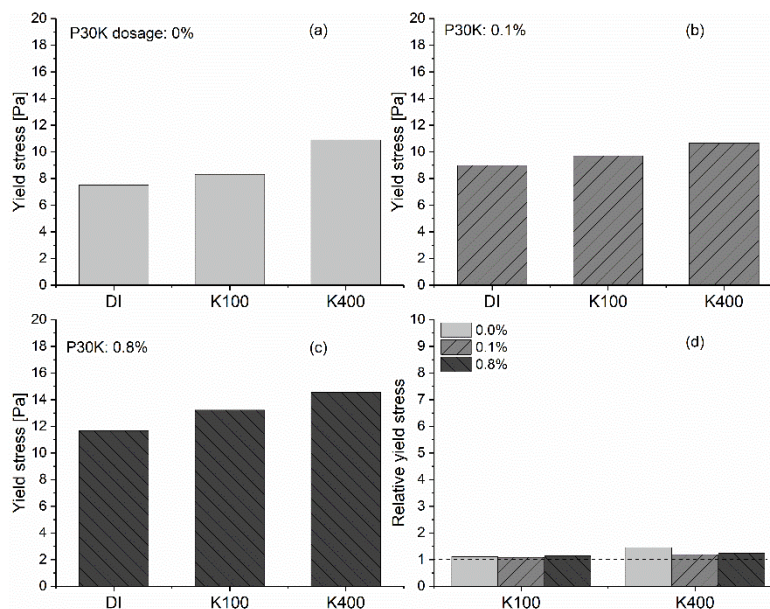 P30K dosage: 0%
(a)
Yield stress [Pa]
20
18
16
14
12
10
8
6
4
2
0
DI
K100
K400
P30K: 0.1%
(b)
Yield stress [Pa]
20
18
16
14
12
10
8
6
4
2
0
DI
K100
K400
P30K: 0.8%
(c)
Yield stress [Pa]
20
18
16
14
12
10
8
6
4
2
0
DI
K100
K400
0.0%
0.1%
0.8%
(d)
Relative yield stress
10
9
8
7
6
5
4
3
2
1
0
K100
K400